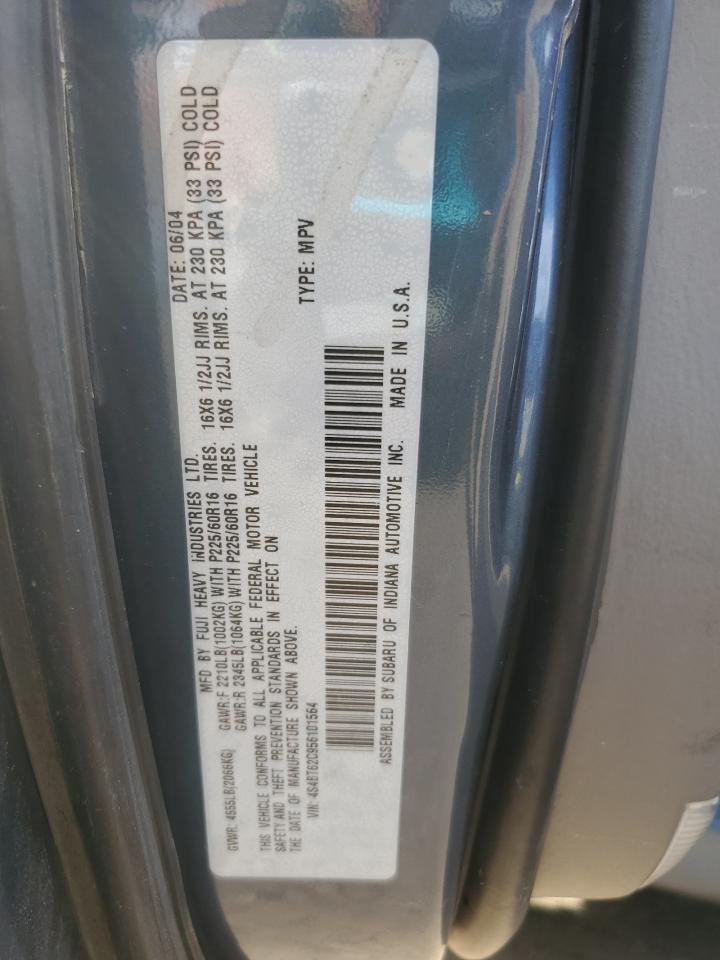 MFD BY FUJI HEAVY INDUSTRIES LTD. DATE: 06/04
GVWR: 4555LB(2066KG) GAWR:F 2210LB(1002KG) WITH P225/60R16 TIRES. 16X6 1/2JJ RIMS. AT 230 KPA (33 PSI) COLD
GAWR:R 2345LB(1064KG) WITH P225/60R16 TIRES. 16X6 1/2JJ RIMS. AT 230 KPA (33 PSI) COLD
THIS VEHICLE CONFORMS TO ALL APPLICABLE FEDERAL MOTOR VEHICLE
SAFETY AND THEFT PREVENTION STANDARDS IN EFFECT ON
THE DATE OF MANUFACTURE SHOWN ABOVE.
VIN: 4S4BT62C956101564 TYPE: MPV
ASSEMBLED BY SUBARU OF INDIANA AUTOMOTIVE INC. MADE IN U.S.A.